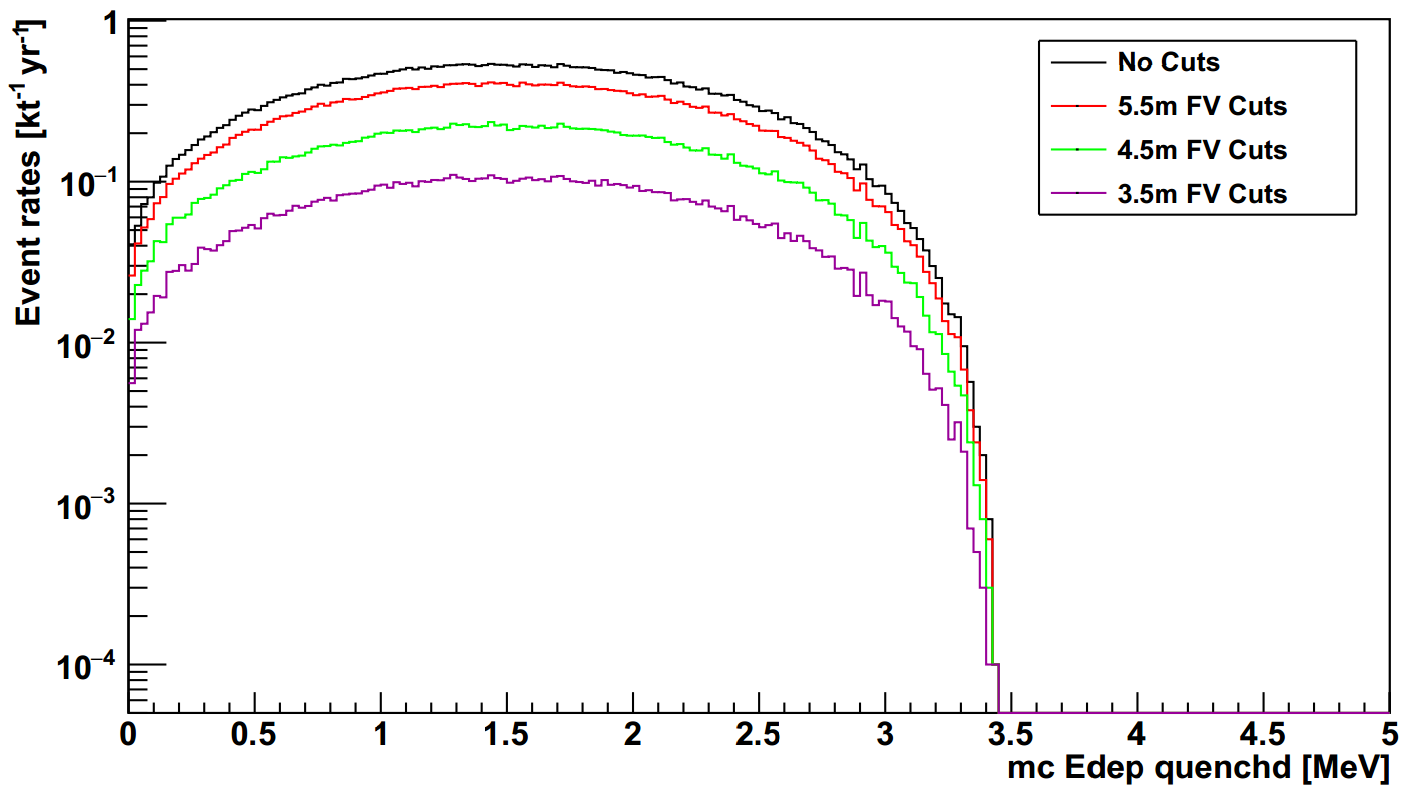 Event rates [kt⁻¹ yr⁻¹]
1
10⁻¹
10⁻²
10⁻³
10⁻⁴
No Cuts
5.5m FV Cuts
4.5m FV Cuts
3.5m FV Cuts
0 0.5 1 1.5 2 2.5 3 3.5 4 4.5 5
mc Edep quenchd [MeV]